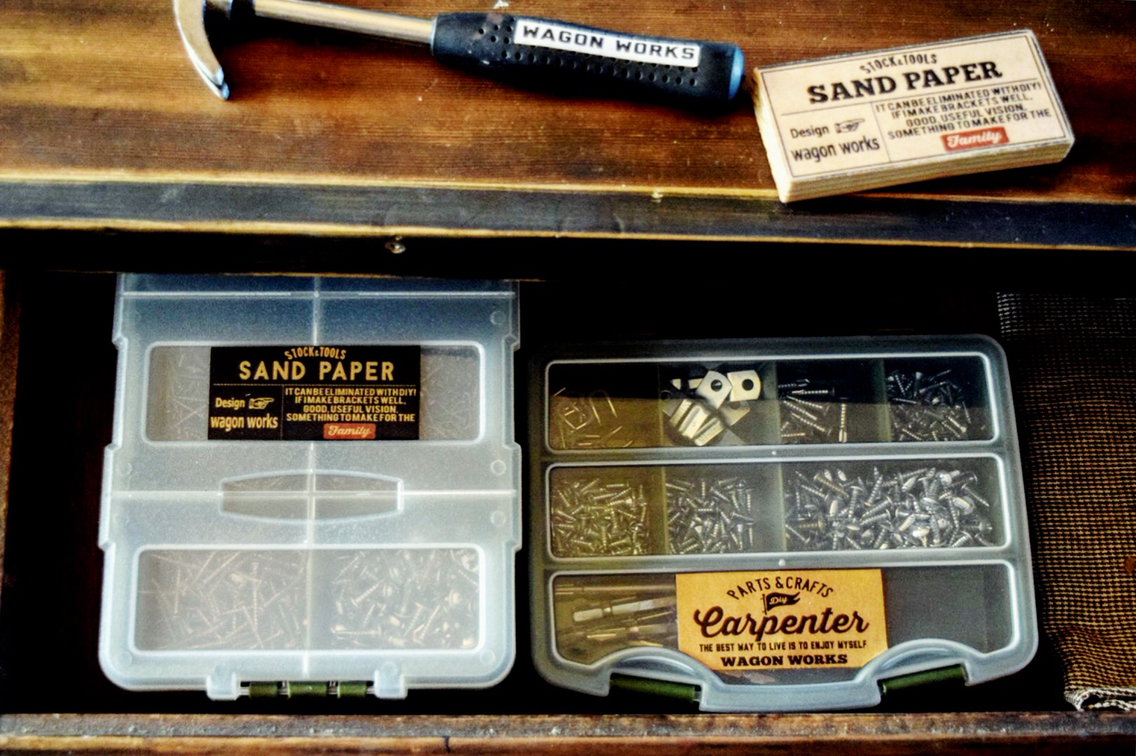 WAGON WORKS
STOCK&TOOLS
SAND PAPER
IT CAN BE ELIMINATED WITH DIY!
IF I MAKE BRACKETS WELL,
GOOD, USEFUL VISION.
SOMETHING TO MAKE FOR THE
Family
Design
wagon works
STOCK&TOOLS
SAND PAPER
IT CAN BE ELIMINATED WITH DIY!
IF I MAKE BRACKETS WELL,
GOOD, USEFUL VISION.
SOMETHING TO MAKE FOR THE
Family
Design
wagon works
PARTS & CRAFTS
Diy
Carpenter
THE BEST WAY TO LIVE IS TO ENJOY MYSELF
WAGON WORKS